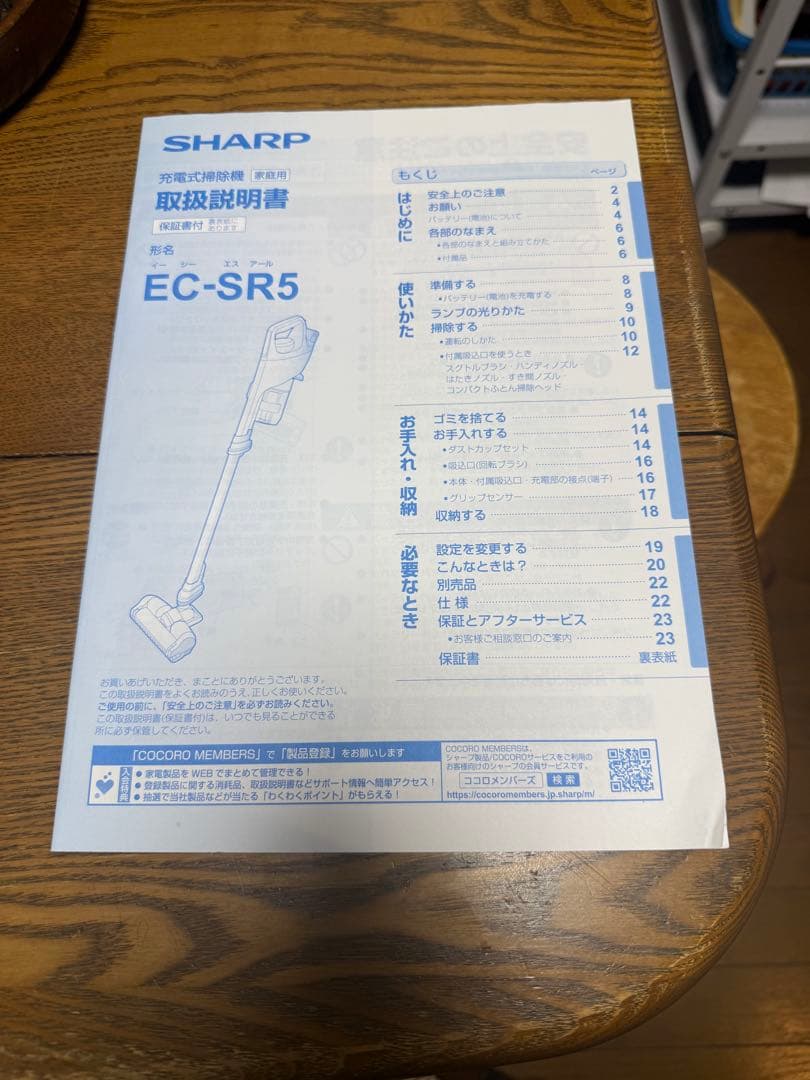 SHARP
充電式掃除機 家庭用
取扱説明書
保証書付 裏表紙に
あります
形名
イー シー エス アール
EC-SR5
お買いあげいただき、まことにありがとうございます。
この取扱説明書をよくお読みのうえ、正しくお使いください。
ご使用の前に、「安全上のご注意」を必ずお読みください。
この取扱説明書(保証書付)は、いつでも見ることができる
所に必ず保管してください。
もくじ ページ
はじめに
安全上のご注意 2
お願い 4
バッテリー(電池)について 4
各部のなまえ 6
•各部のなまえと組み立てかた 6
•付属品 6
使いかた
準備する 8
•バッテリー(電池)を充電する 8
ランプの光りかた 9
掃除する 10
•運転のしかた 10
•付属吸込口を使うとき 12
スグトルブラシ・ハンディノズル・
はたきノズル・すき間ノズル・
コンパクトふとん掃除ヘッド
お手入れ・収納
ゴミを捨てる 14
お手入れする 14
•ダストカップセット 14
•吸込口(回転ブラシ) 16
•本体・付属吸込口・充電部の接点(端子) 16
•グリップセンサー 17
収納する 18
必要なとき
設定を変更する 19
こんなときは？ 20
別売品 22
仕様 22
保証とアフターサービス 23
•お客様ご相談窓口のご案内 23
保証書 裏表紙
「COCORO MEMBERS」で「製品登録」をお願いします
入会特典
● 家電製品を WEB でまとめて管理できる！
● 登録製品に関する消耗品、取扱説明書などサポート情報へ簡単アクセス！
● 抽選で当社製品などが当たる「わくわくポイント」がもらえる！
COCORO MEMBERSは、
シャープ製品/COCOROサービスをご利用の
お客様向けのシャープの会員サービスです。
ココロメンバーズ 検索
https://cocoromembers.jp.sharp/m/